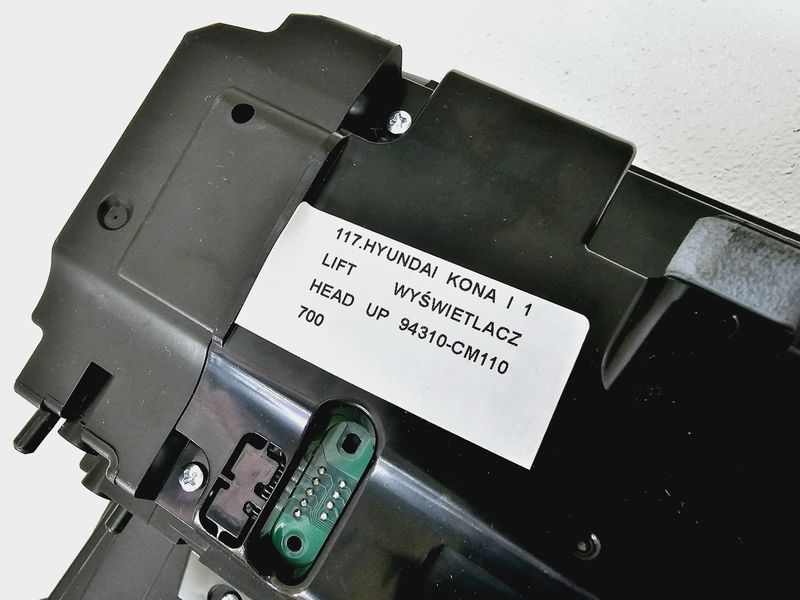 117.HYUNDAI KONA I 1
LIFT WYŚWIETLACZ
HEAD UP 94310-CM110
700